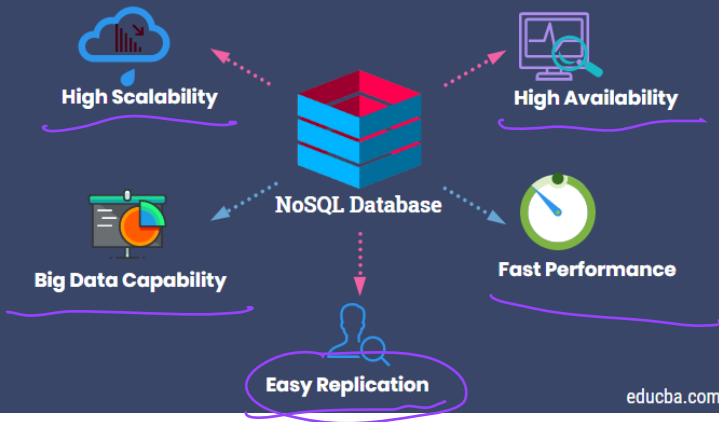 High Scalability
High Availability
NoSQL Database
Big Data Capability
Fast Performance
Easy Replication
educba.com